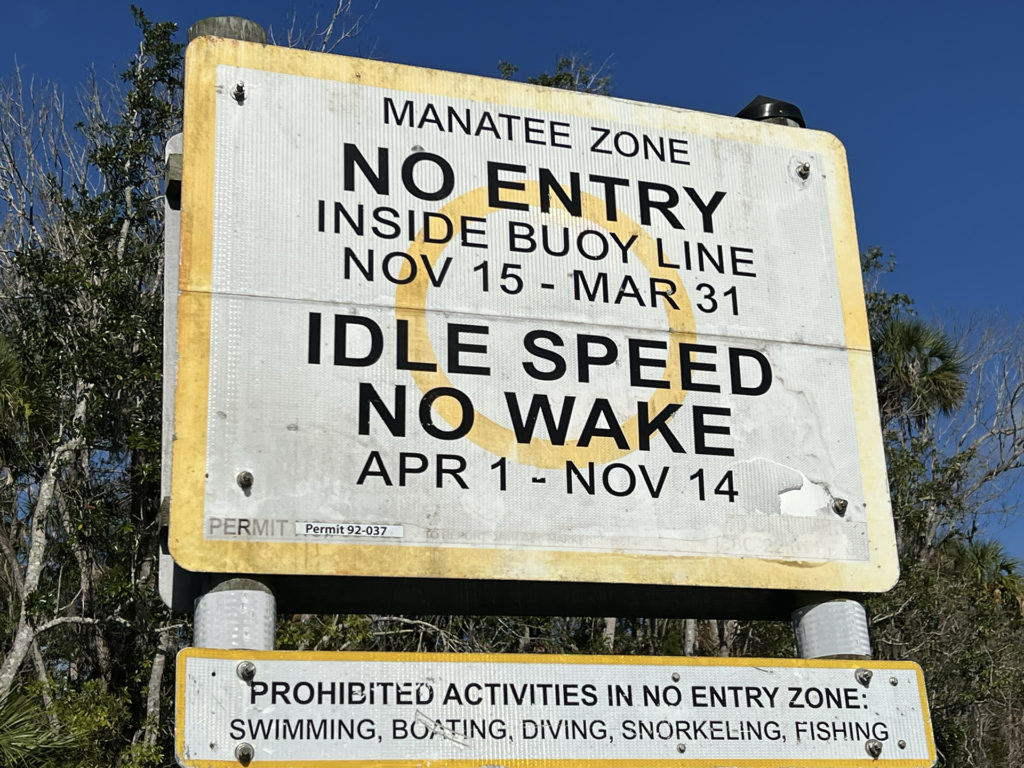 MANATEE ZONE
NO ENTRY
INSIDE BUOY LINE
NOV 15 - MAR 31
IDLE SPEED
NO WAKE
APR 1 - NOV 14
PERMIT
Permit 92-037
PROHIBITED ACTIVITIES IN NO ENTRY ZONE:
SWIMMING, BOATING, DIVING, SNORKELING, FISHING